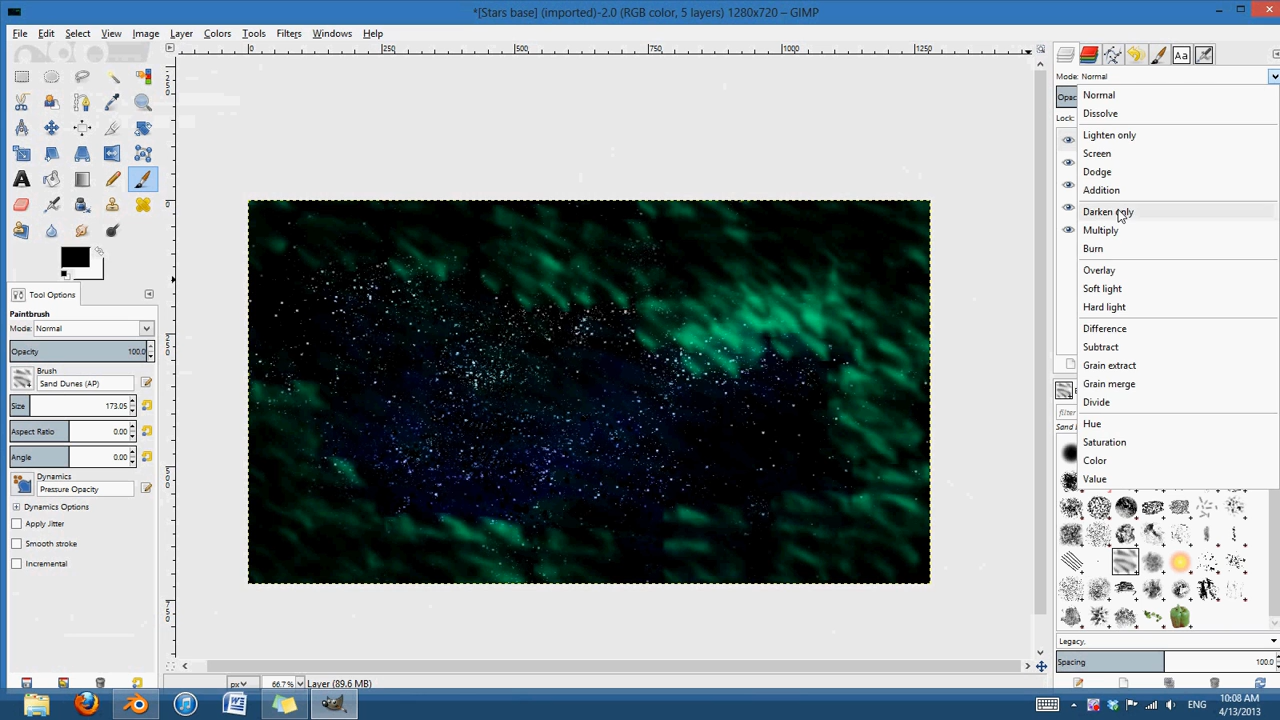 *[Stars base] (imported)-2.0 (RGB color, 5 layers) 1280x720 – GIMP
File Edit Select View Image Layer Colors Tools Filters Windows Help
0 250 500 750 1000 1250
Mode: Normal
Opac
Lock:
Normal
Dissolve
Lighten only
Screen
Dodge
Addition
Darken only
Multiply
Burn
Overlay
Soft light
Hard light
Difference
Subtract
Grain extract
Grain merge
Divide
Hue
Saturation
Color
Value
filter
Legacy,
Spacing 100.0
Tool Options
Paintbrush
Mode: Normal
Opacity 100.0
Brush
Sand Dunes (AP)
Size 173.05
Aspect Ratio 0.00
Angle 0.00
Dynamics
Pressure Opacity
Dynamics Options
Apply Jitter
Smooth stroke
Incremental
px 66.7% Layer (89.6 MB)
ENG
10:08 AM
4/13/2013